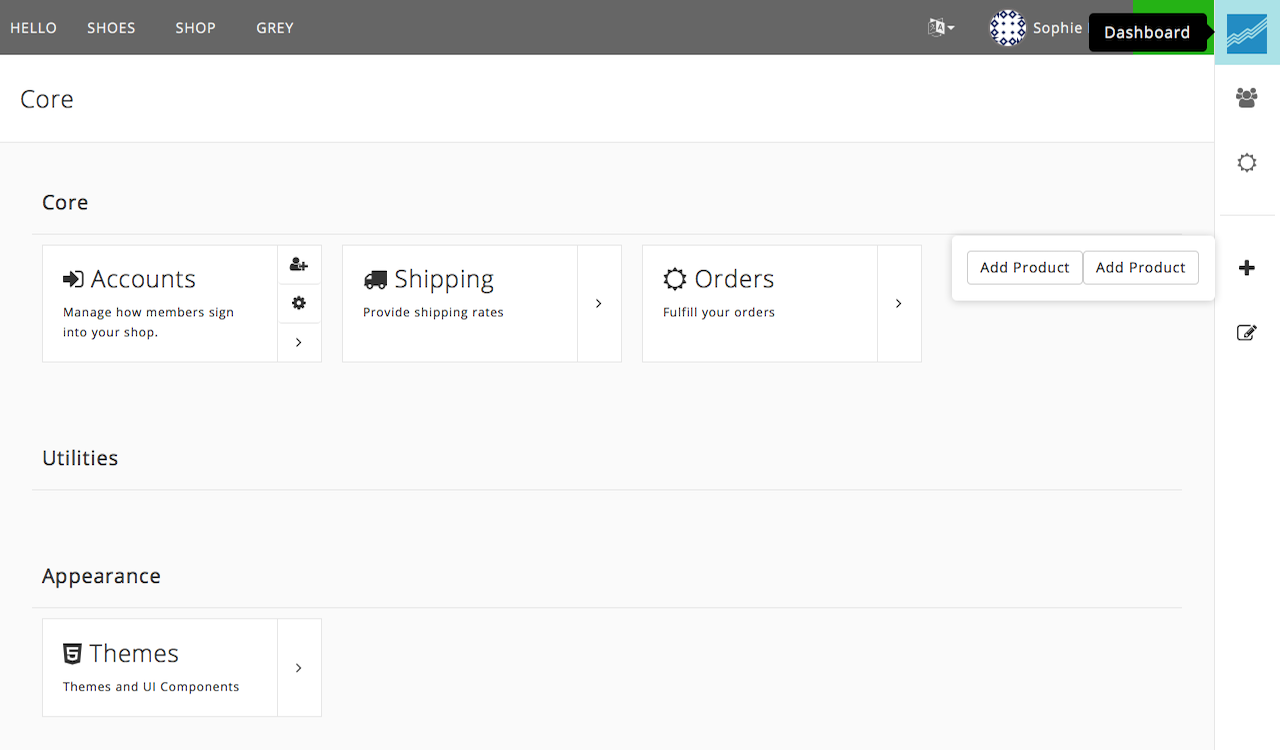 HELLO SHOES SHOP GREY Sophie Dashboard
Core
Core
Add Product Add Product
Accounts
Manage how members sign
into your shop.
Shipping
Provide shipping rates
Orders
Fulfill your orders
Utilities
Appearance
Themes
Themes and UI Components